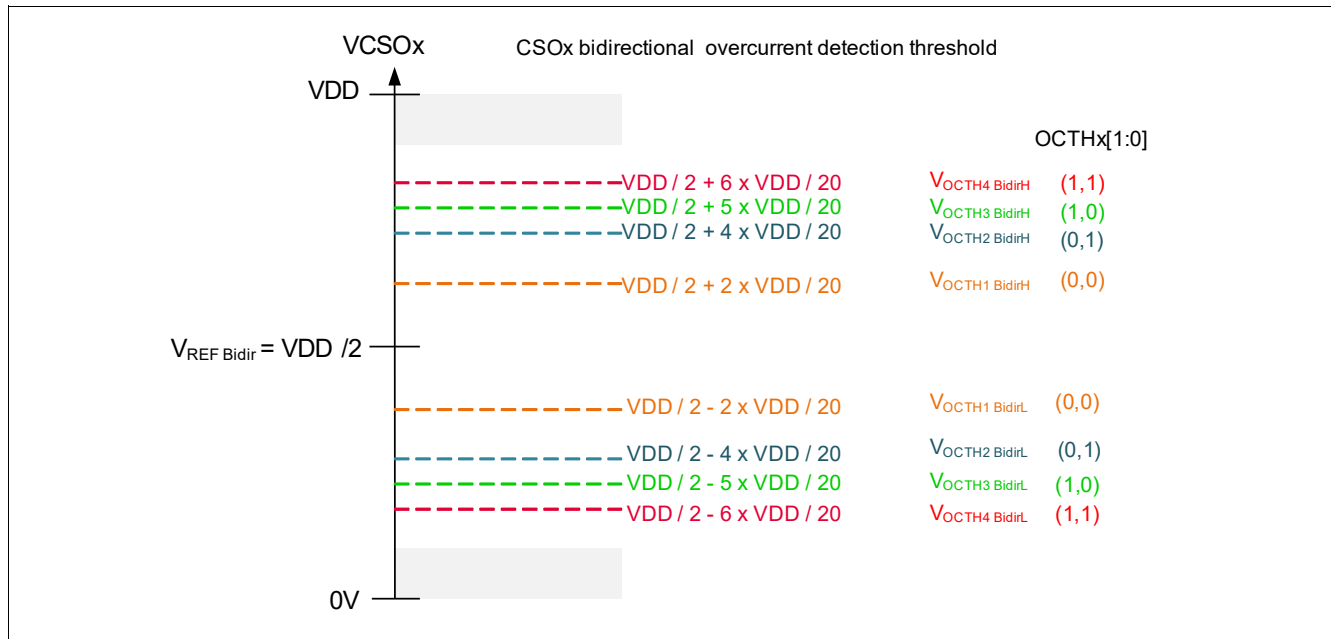 VCSOx CSOx bidirectional overcurrent detection threshold
VDD
OCTHx[1:0]
VDD / 2 + 6 x VDD / 20 VOCTH4 BidirH (1,1)
VDD / 2 + 5 x VDD / 20 VOCTH3 BidirH (1,0)
VDD / 2 + 4 x VDD / 20 VOCTH2 BidirH (0,1)
VDD / 2 + 2 x VDD / 20 VOCTH1 BidirH (0,0)
VREF Bidir = VDD /2
VDD / 2 - 2 x VDD / 20 VOCTH1 BidirL (0,0)
VDD / 2 - 4 x VDD / 20 VOCTH2 BidirL (0,1)
VDD / 2 - 5 x VDD / 20 VOCTH3 BidirL (1,0)
VDD / 2 - 6 x VDD / 20 VOCTH4 BidirL (1,1)
0V